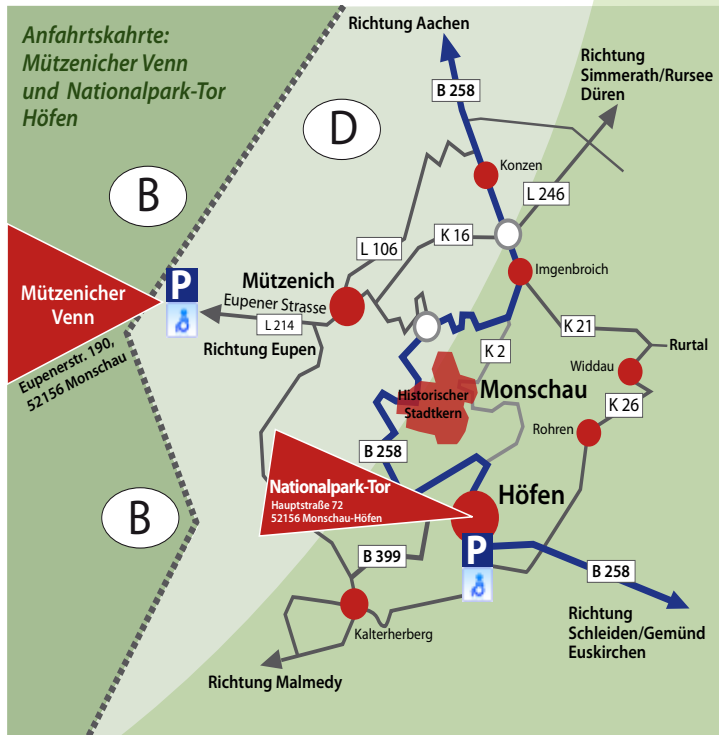 Anfahrtskahrte:
Mützenicher Venn
und Nationalpark-Tor
Höfen
Richtung Aachen
Richtung
Simmerath/Rursee
Düren
B 258
D
B
Konzen
L 246
K 16
L 106
Imgenbroich
Mützenich
Mützenicher
Venn
P
Eupener Strasse
L 214
Richtung Eupen
Eupenerstr. 190,
52156 Monschau
K 21
Rurtal
K 2
Widdau
Monschau
Historischer
Stadtkern
K 26
Rohren
B 258
Nationalpark-Tor
Hauptstraße 72
52156 Monschau-Höfen
Höfen
B
P
B 399
B 258
Kalterherberg
Richtung
Schleiden/Gemünd
Euskirchen
Richtung Malmedy